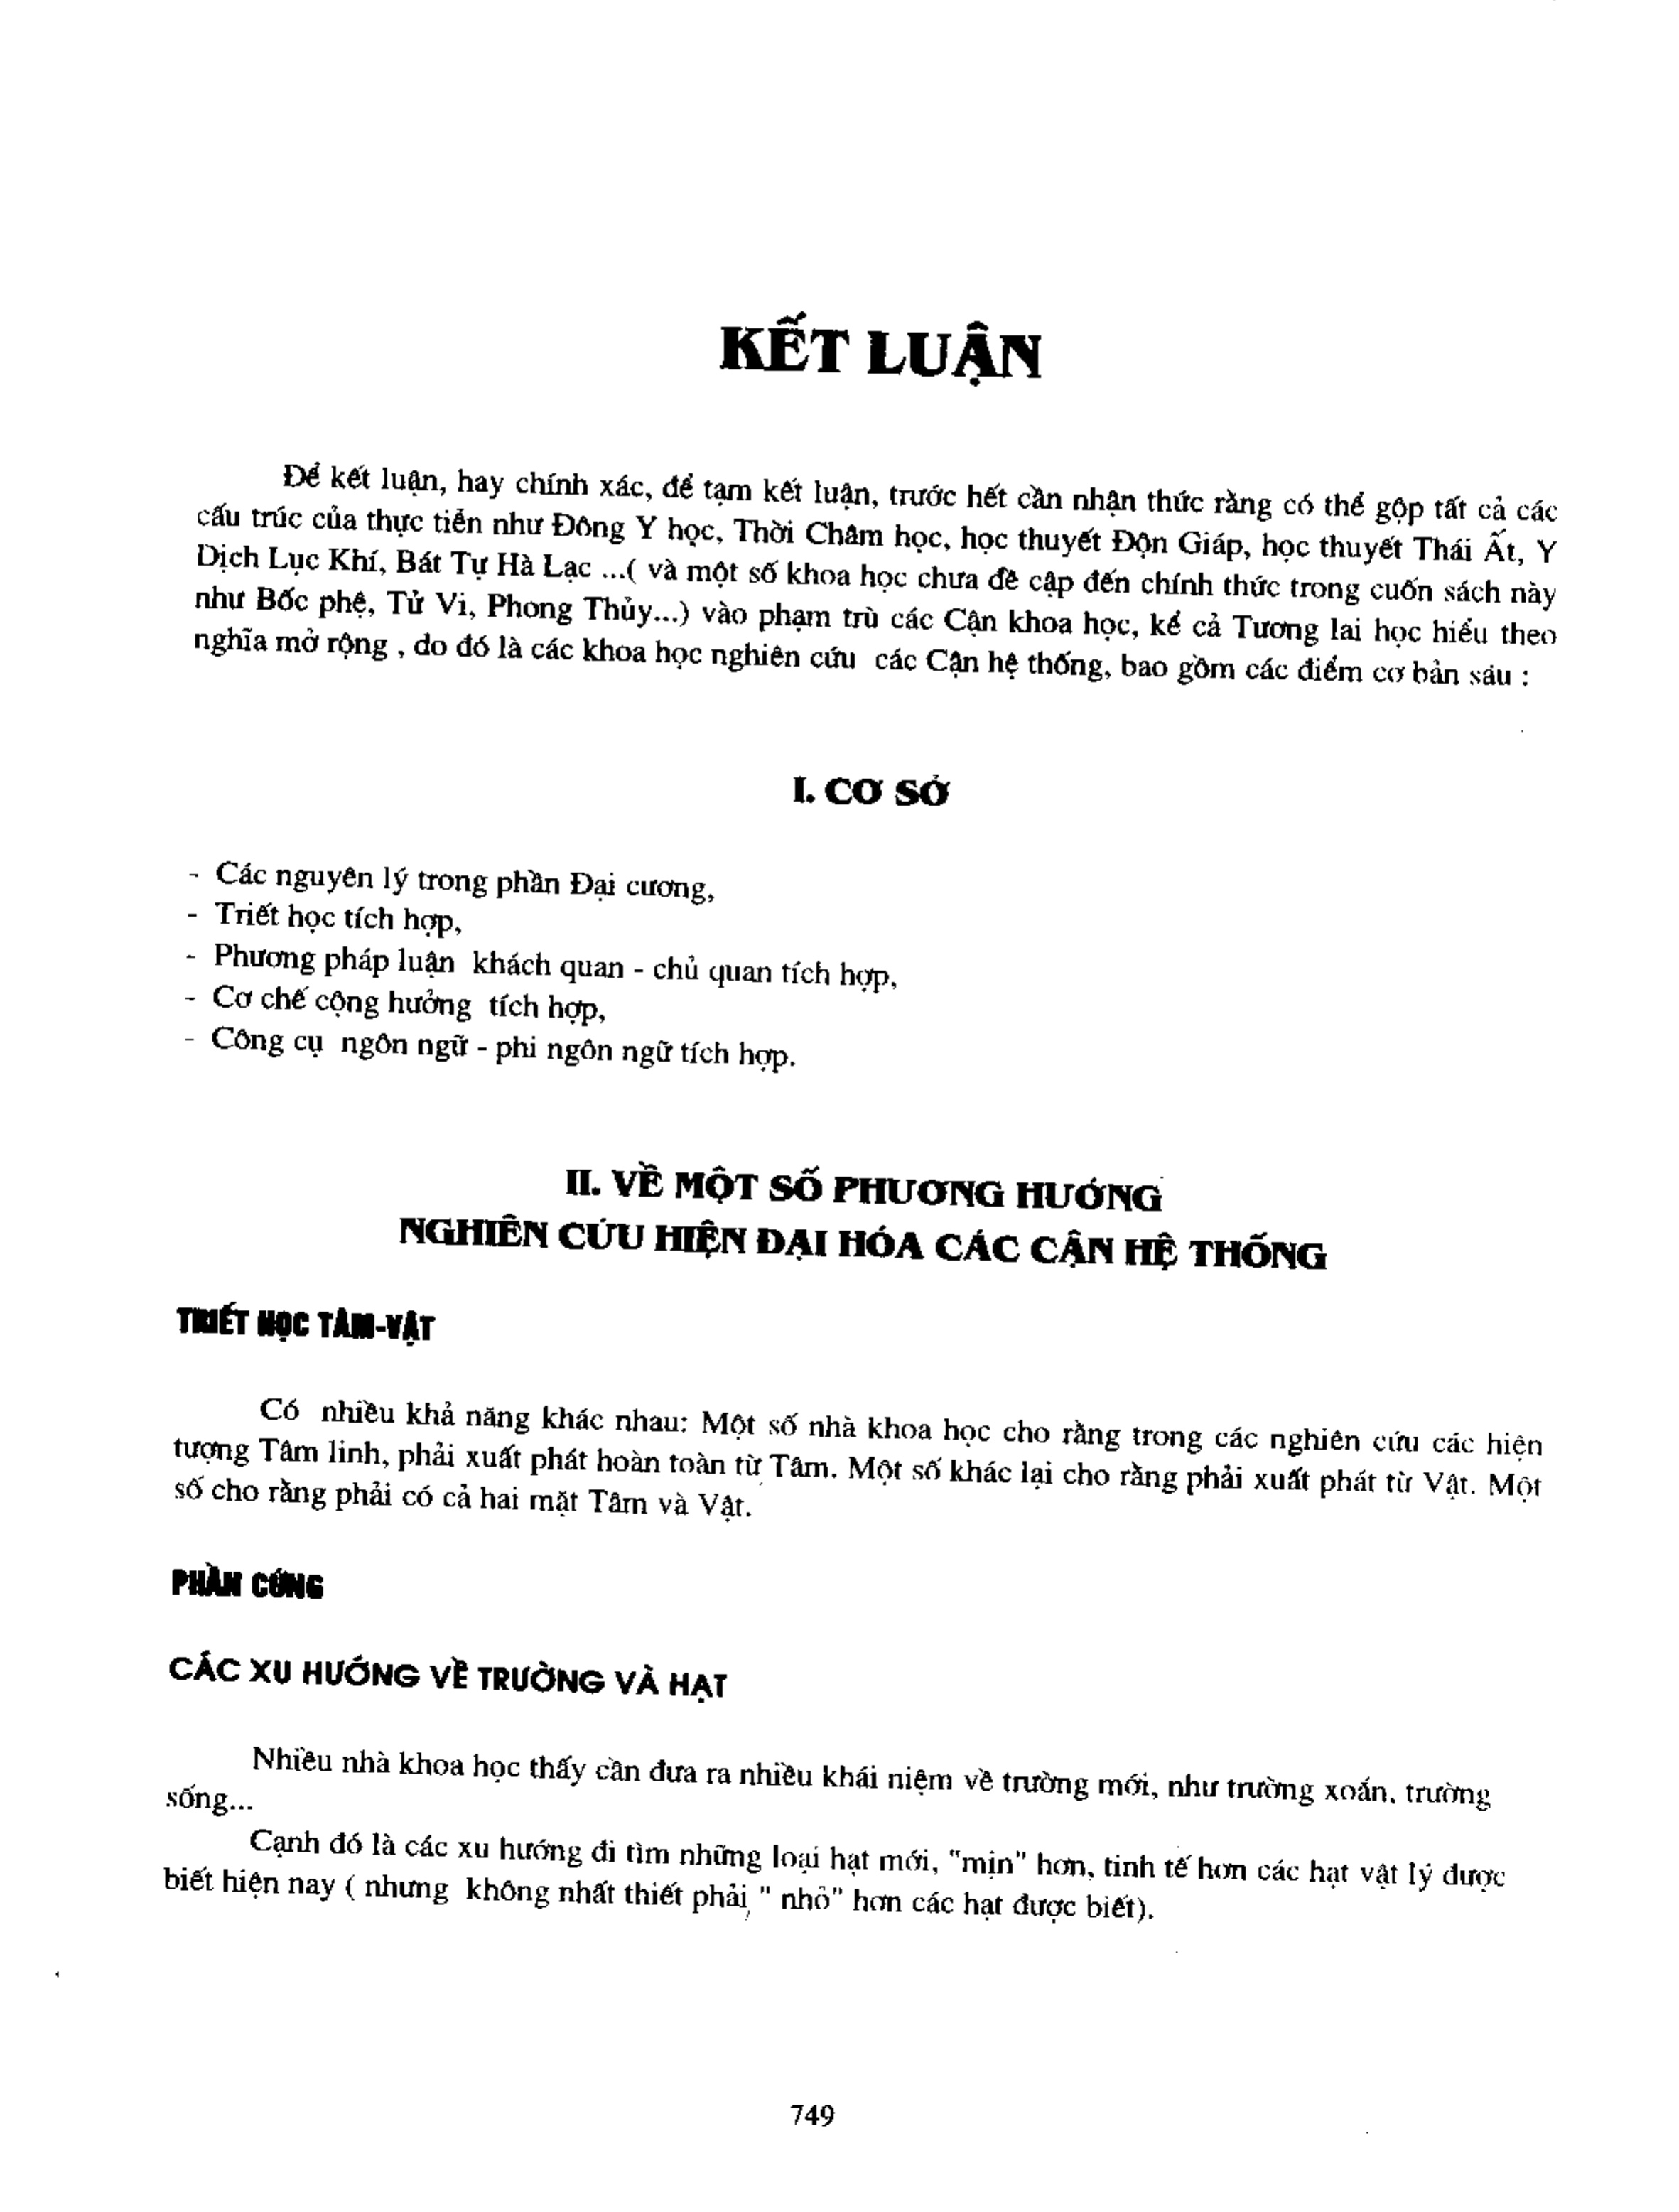 KẾT LUẬN
Để kết luận, hay chính xác, để tạm kết luận, trước hết cần nhận thức rằng có thể gộp tất cả các
cấu trúc của thực tiễn như Đông Y học, Thời Châm học, học thuyết Độn Giáp, học thuyết Thái Ất, Y
Dịch Lục Khí, Bát Tự Hà Lạc ...( và một số khoa học chưa đề cập đến chính thức trong cuốn sách này
như Bốc phệ, Tử Vi, Phong Thủy...) vào phạm trù các Cận khoa học, kể cả Tương lai học hiểu theo
nghĩa mở rộng , do đó là các khoa học nghiên cứu các Cận hệ thống, bao gồm các điểm cơ bản sau :
I. CƠ SỞ
- Các nguyên lý trong phần Đại cương,
- Triết học tích hợp,
- Phương pháp luận khách quan - chủ quan tích hợp,
- Cơ chế cộng hưởng tích hợp,
- Công cụ ngôn ngữ - phi ngôn ngữ tích hợp.
II. VỀ MỘT SỐ PHƯƠNG HƯỚNG
NGHIÊN CỨU HIỆN ĐẠI HÓA CÁC CẬN HỆ THỐNG
TRIẾT HỌC TÂM-VẬT
Có nhiều khả năng khác nhau: Một số nhà khoa học cho rằng trong các nghiên cứu các hiện
tượng Tâm linh, phải xuất phát hoàn toàn từ Tâm. Một số khác lại cho rằng phải xuất phát từ Vật. Một
số cho rằng phải có cả hai mặt Tâm và Vật.
PHẦN CỨNG
CÁC XU HƯỚNG VỀ TRƯỜNG VÀ HẠT
Nhiều nhà khoa học thấy cần đưa ra nhiều khái niệm về trường mới, như trường xoắn, trường
sống...
Cạnh đó là các xu hướng đi tìm những loại hạt mới, "mịn" hơn, tinh tế hơn các hạt vật lý được
biết hiện nay ( nhưng không nhất thiết phải " nhỏ" hơn các hạt được biết).
749